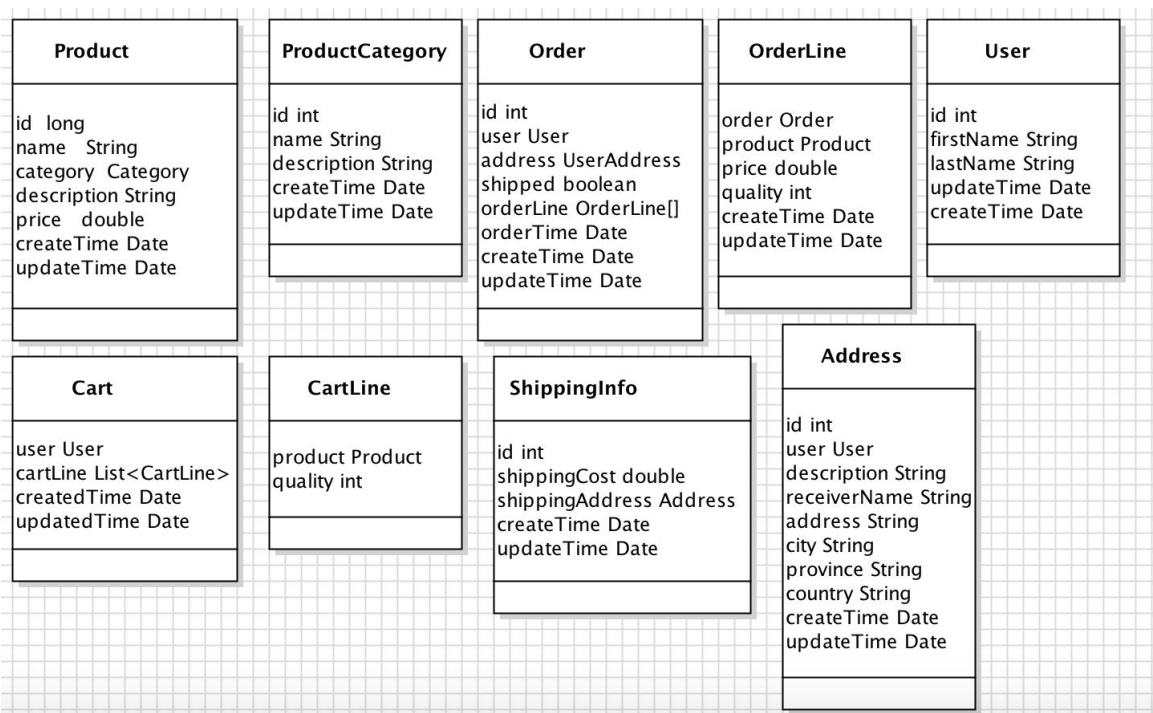 Product
id long
name String
category Category
description String
price double
createTime Date
updateTime Date
ProductCategory
id int
name String
description String
createTime Date
updateTime Date
Order
id int
user User
address UserAddress
shipped boolean
orderLine OrderLine[]
orderTime Date
createTime Date
updateTime Date
OrderLine
order Order
product Product
price double
quality int
createTime Date
updateTime Date
User
id int
firstName String
lastName String
updateTime Date
createTime Date
Cart
user User
cartLine List<CartLine>
createdTime Date
updatedTime Date
CartLine
product Product
quality int
ShippingInfo
id int
shippingCost double
shippingAddress Address
createTime Date
updateTime Date
Address
id int
user User
description String
receiverName String
address String
city String
province String
country String
createTime Date
updateTime Date